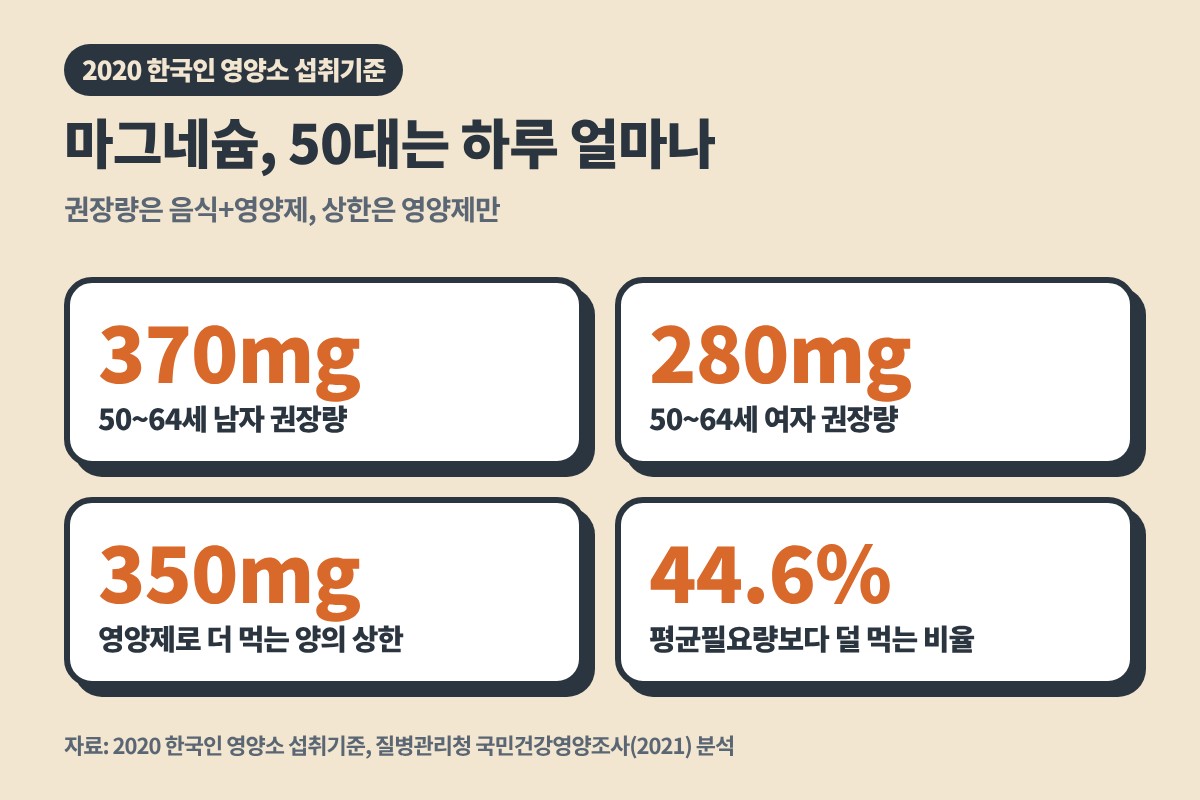 2020 한국인 영양소 섭취기준
마그네슘, 50대는 하루 얼마나
권장량은 음식+영양제, 상한은 영양제만
370mg
50~64세 남자 권장량
280mg
50~64세 여자 권장량
350mg
영양제로 더 먹는 양의 상한
44.6%
평균필요량보다 덜 먹는 비율
자료: 2020 한국인 영양소 섭취기준, 질병관리청 국민건강영양조사(2021) 분석